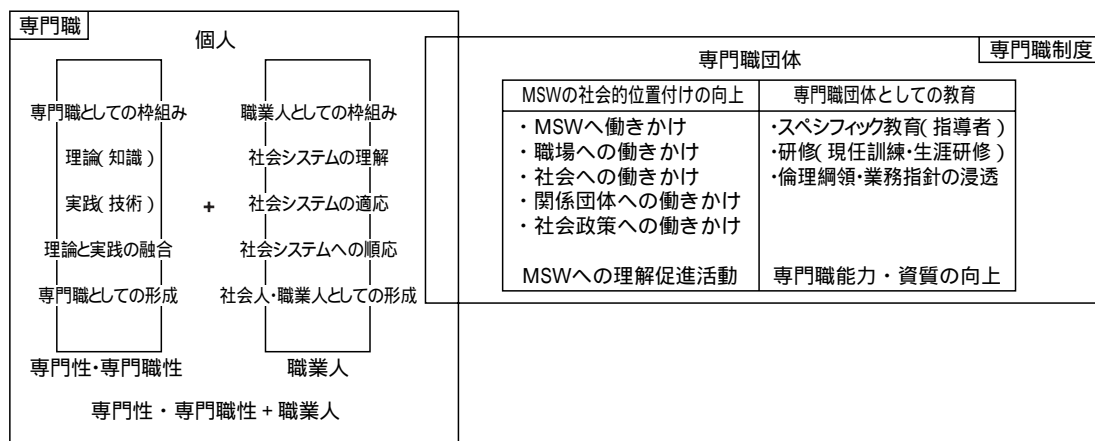 専門職
個人
専門職としての枠組み
理論(知識)
実践(技術)
理論と実践の融合
専門職としての形成
専門性・専門職性
+
職業人としての枠組み
社会システムの理解
社会システムの適応
社会システムへの順応
社会人・職業人としての形成
職業人
専門性・専門職性+職業人
専門職制度
専門職団体
MSWの社会的位置付けの向上
・MSWへ働きかけ
・職場への働きかけ
・社会への働きかけ
・関係団体への働きかけ
・社会政策への働きかけ
MSWへの理解促進活動
専門職団体としての教育
・スペシフィック教育(指導者)
・研修(現任訓練・生涯研修)
・倫理綱領・業務指針の浸透
専門職能力・資質の向上